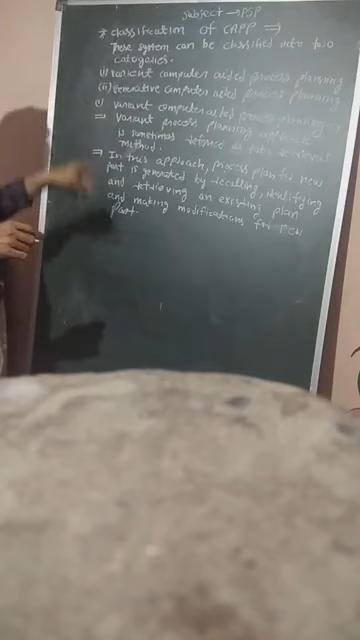 Subject → PSP
* classification of CAPP ⇒
These system can be classified into two
catogories.
(i) varient computer aided process planning
(ii) Generative computer aided process planning
(i) variant computer aided process planning
⇒ variant process planning approach
is sometimes referred as data retrieval
method.
⇒ In this approach, process plan for new
part is generated by recalling, identifying
and retrieving an existing plan
and making modifications for new
part.